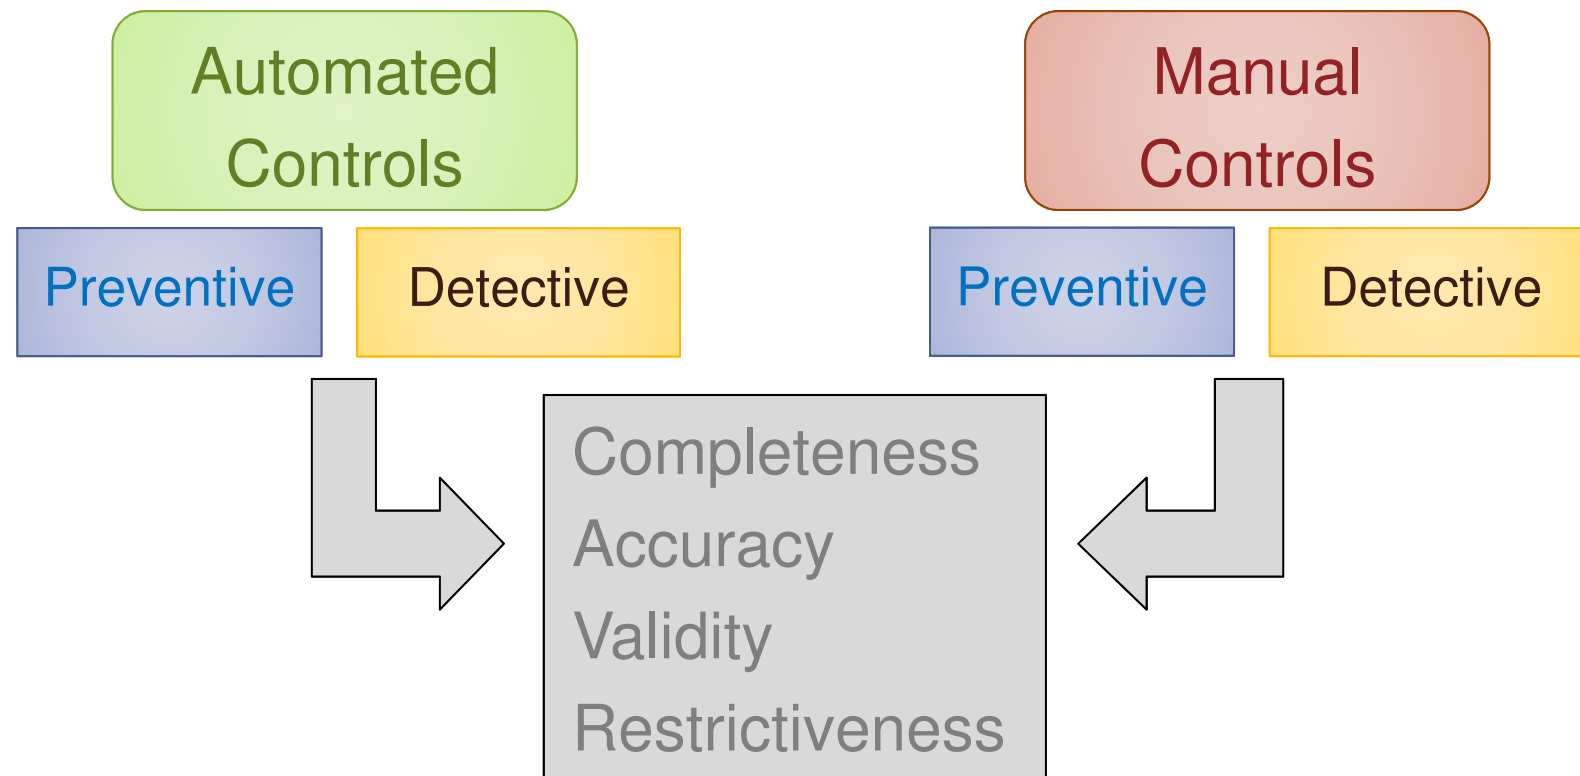 Automated
Controls
Manual
Controls
Preventive
Detective
Preventive
Detective
Completeness
Accuracy
Validity
Restrictiveness